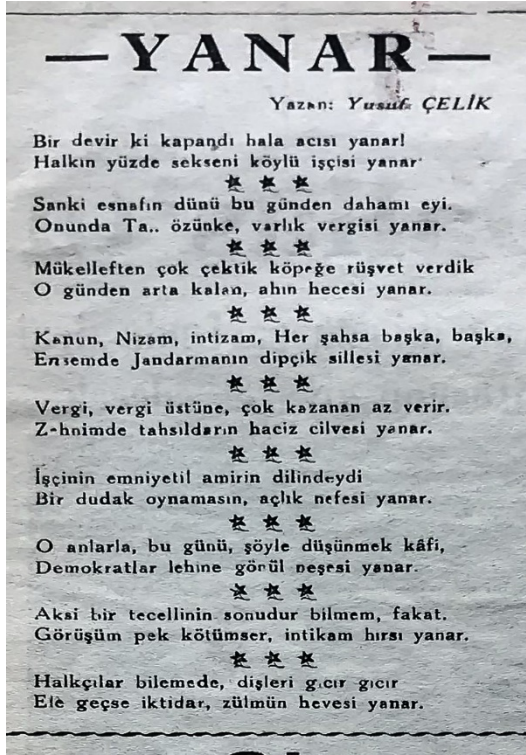 —YANAR—
Yazan: Yusuf ÇELİK
Bir devir ki kapandı hala acısı yanar!
Halkın yüzde sekseni köylü işçisi yanar
Sanki esnafın dünü bu günden dahamı eyi.
Onunda Ta.. özünke, varlık vergisi yanar.
Mükelleften çok çektik köpeğe rüşvet verdik
O günden arta kalan, ahın hecesi yanar.
Kanun, Nizam, intizam, Her şahsa başka, başka,
Ensemde Jandarmanın dipçik sillesi yanar.
Vergi, vergi üstüne, çok kazanan az verir.
Zehnimde tahsıldarın haciz cilvesi yanar.
İşçinin emniyetil amirin dilindeydi
Bir dudak oynamasın, açlık nefesi yanar.
O anlarla, bu günü, şöyle düşünmek kâfi,
Demokratlar lehine görül neşesi yanar.
Aksi bir tecellinin sonudur bilmem, fakat.
Görüşüm pek kötümser, intikam hırsı yanar.
Halkçılar bilemede, dişleri gıcır gıcır
Ele geçse iktidar, zülmün hevesi yanar.